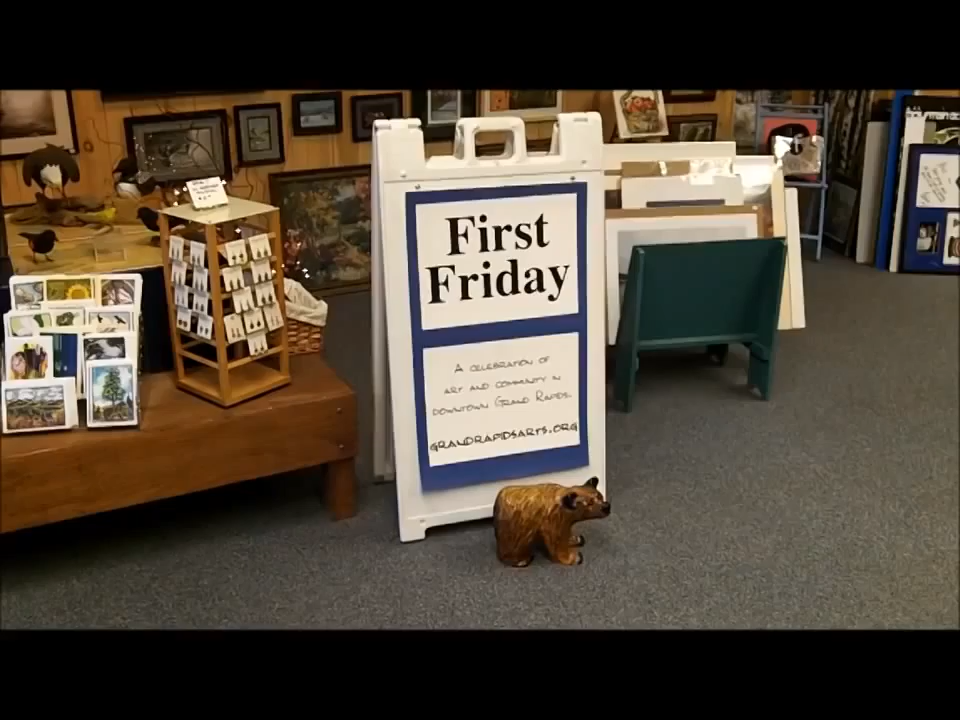 First
Friday
A CELEBRATION OF
ART AND COMMUNITY IN
DOWNTOWN GRAND RAPIDS.
GRANDRAPIDSARTS.ORG